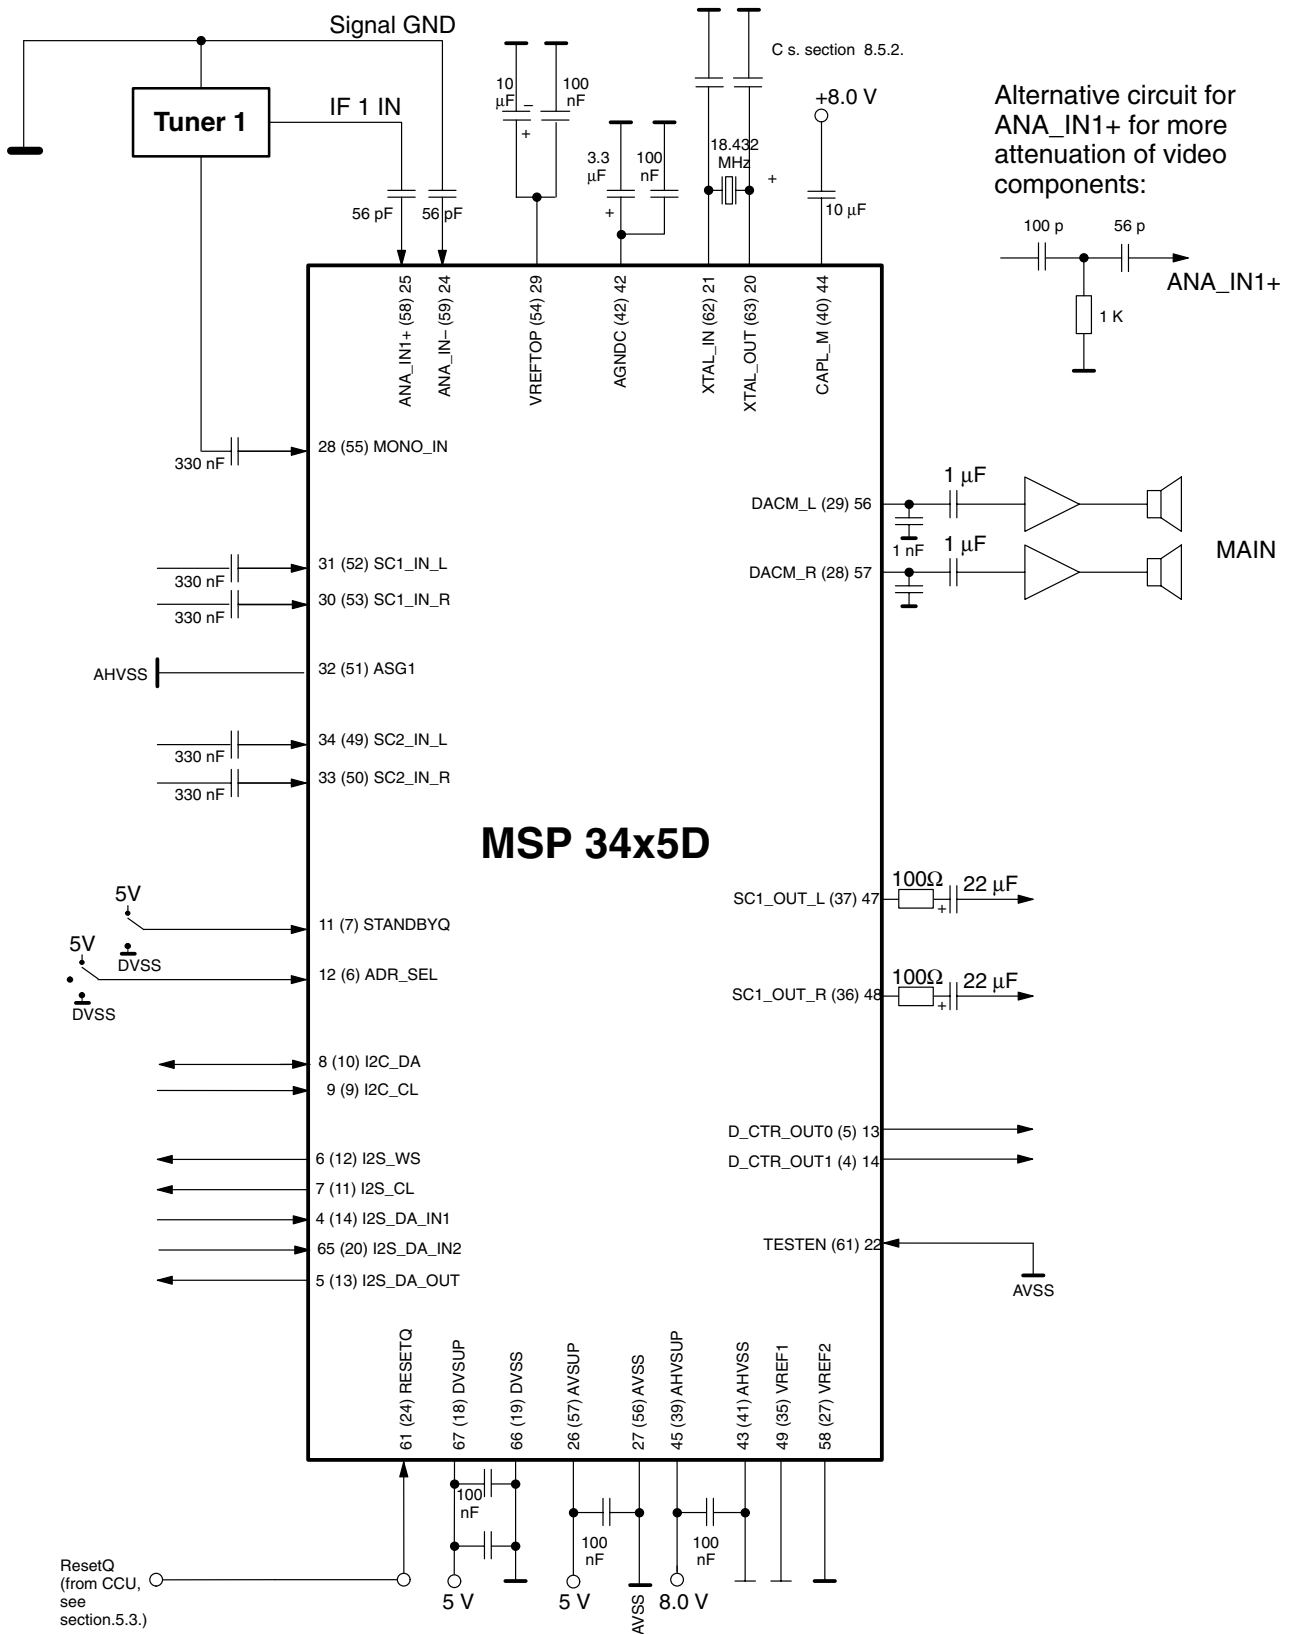 Signal GND
C s. section 8.5.2.
10
μF
–
+
100
nF
+8.0 V
Tuner 1
IF 1 IN
Alternative circuit for
ANA_IN1+ for more
attenuation of video
components:
18.432
MHz
3.3
μF
+
100
nF
+
56 pF
56 pF
10 μF
100 p
56 p
ANA_IN1+
1 K
ANA_IN1+ (58) 25
ANA_IN– (59) 24
VREFTOP (54) 29
AGNDC (42) 42
XTAL_IN (62) 21
XTAL_OUT (63) 20
CAPL_M (40) 44
28 (55) MONO_IN
330 nF
1 μF
DACM_L (29) 56
1 nF
1 μF
MAIN
DACM_R (28) 57
31 (52) SC1_IN_L
330 nF
30 (53) SC1_IN_R
330 nF
AHVSS
32 (51) ASG1
34 (49) SC2_IN_L
330 nF
33 (50) SC2_IN_R
330 nF
MSP 34x5D
100Ω
22 μF
SC1_OUT_L (37) 47
+
5V
11 (7) STANDBYQ
5V
DVSS
12 (6) ADR_SEL
DVSS
100Ω
22 μF
SC1_OUT_R (36) 48
+
8 (10) I2C_DA
9 (9) I2C_CL
D_CTR_OUT0 (5) 13
D_CTR_OUT1 (4) 14
6 (12) I2S_WS
7 (11) I2S_CL
4 (14) I2S_DA_IN1
65 (20) I2S_DA_IN2
5 (13) I2S_DA_OUT
TESTEN (61) 22
AVSS
61 (24) RESETQ
67 (18) DVSUP
66 (19) DVSS
26 (57) AVSUP
27 (56) AVSS
45 (39) AHVSUP
43 (41) AHVSS
49 (35) VREF1
58 (27) VREF2
100
nF
100
nF
100
nF
ResetQ
(from CCU,
see
section.5.3.)
5 V
5 V
AVSS
8.0 V